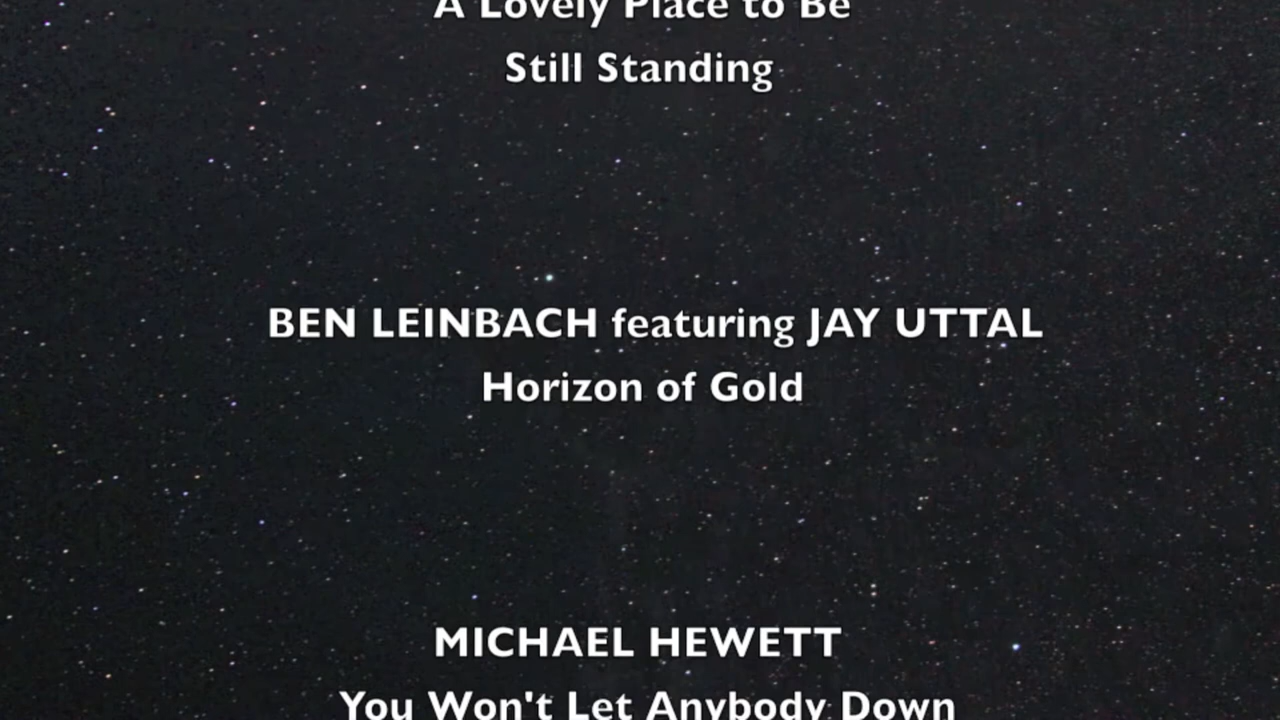 A Lovely Place to Be
Still Standing
BEN LEINBACH featuring JAY UTTAL
Horizon of Gold
MICHAEL HEWETT
You Won't Let Anybody Down